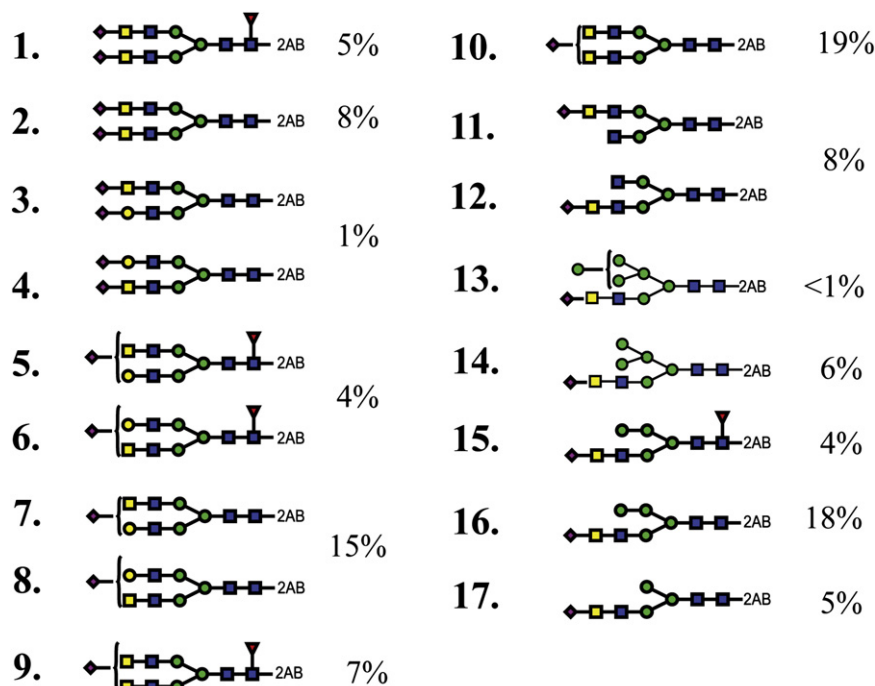 1. 2AB 5%
2. 2AB 8%
3. 2AB
1%
4. 2AB
5. 2AB
4%
6. 2AB
7. 2AB
15%
8. 2AB
9. 2AB 7%
10. 2AB 19%
11. 2AB
8%
12. 2AB
13. 2AB <1%
14. 2AB 6%
15. 2AB 4%
16. 2AB 18%
17. 2AB 5%